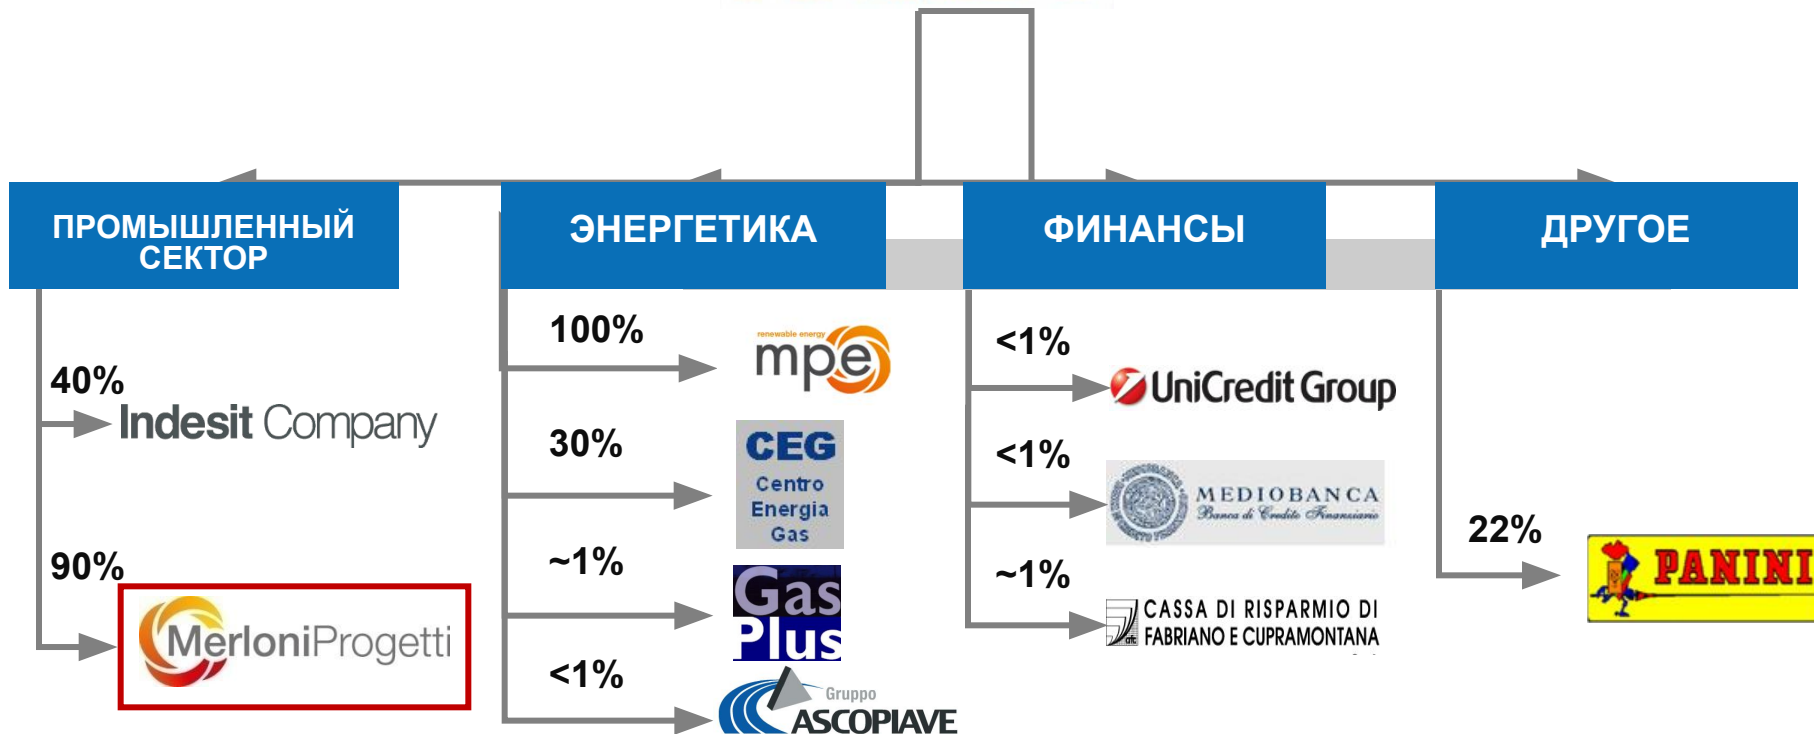 ПРОМЫШЛЕННЫЙ
СЕКТОР
40%
Indesit Company
90%
MerloniProgetti
ЭНЕРГЕТИКА
100%
renewable energy
mpe
30%
CEG
Centro
Energia
Gas
~1%
Gas
Plus
<1%
Gruppo
ASCOPIAVE
ФИНАНСЫ
<1%
UniCredit Group
<1%
MEDIOBANCA
Banca di Credito Finanziario
~1%
CASSA DI RISPARMIO DI
FABRIANO E CUPRAMONTANA
ДРУГОЕ
22%
PANINI